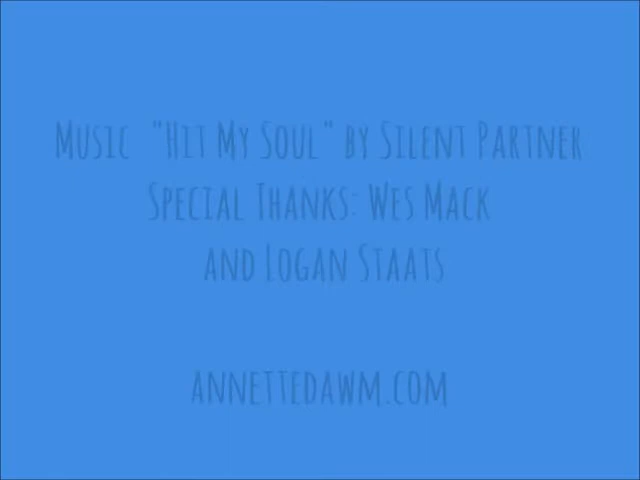 Music "Hit My Soul" by Silent Partner
Special Thanks: Wes Mack
and Logan Staats
annettedawm.com